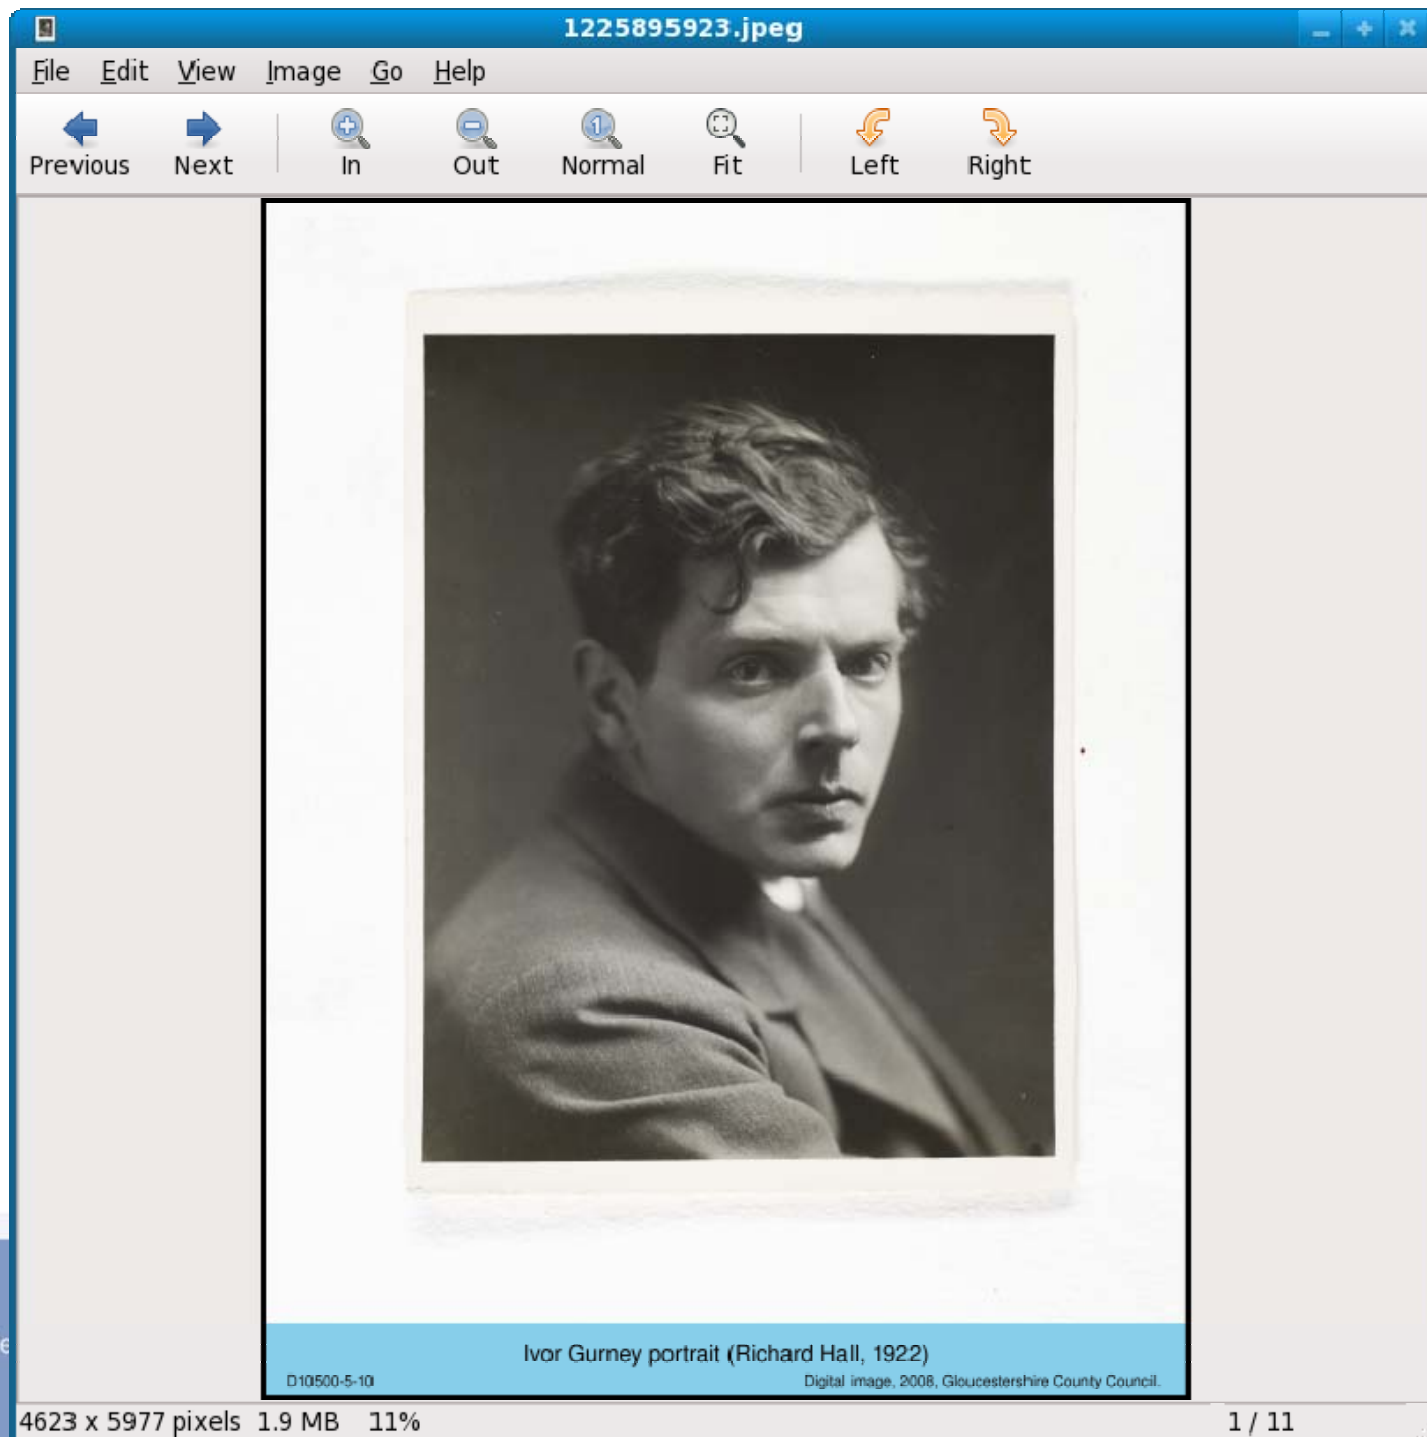 1225895923.jpeg
File Edit View Image Go Help
Previous Next In Out Normal Fit Left Right
Ivor Gurney portrait (Richard Hall, 1922)
D10500-5-10 Digital image, 2008, Gloucestershire County Council.
4623 x 5977 pixels 1.9 MB 11% 1 / 11